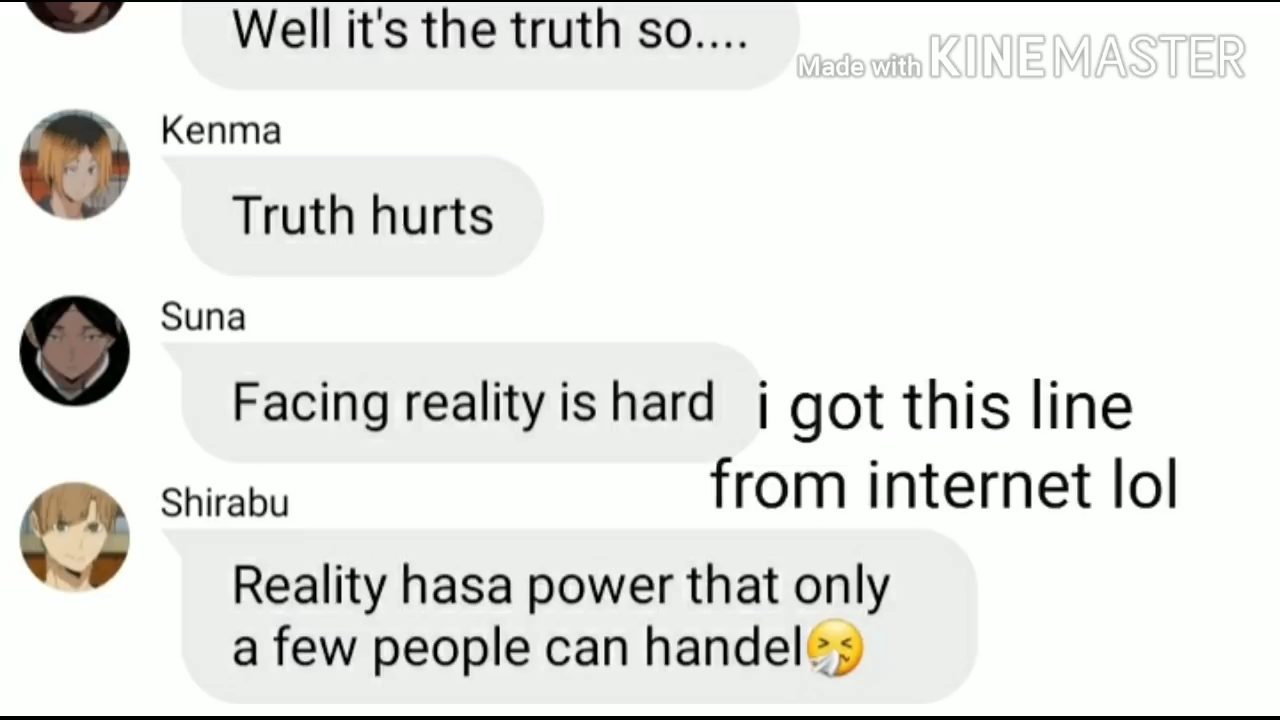 Well it's the truth so....
Made with KINEMASTER
Kenma
Truth hurts
Suna
Facing reality is hard
i got this line
from internet lol
Shirabu
Reality hasa power that only
a few people can handel🤧